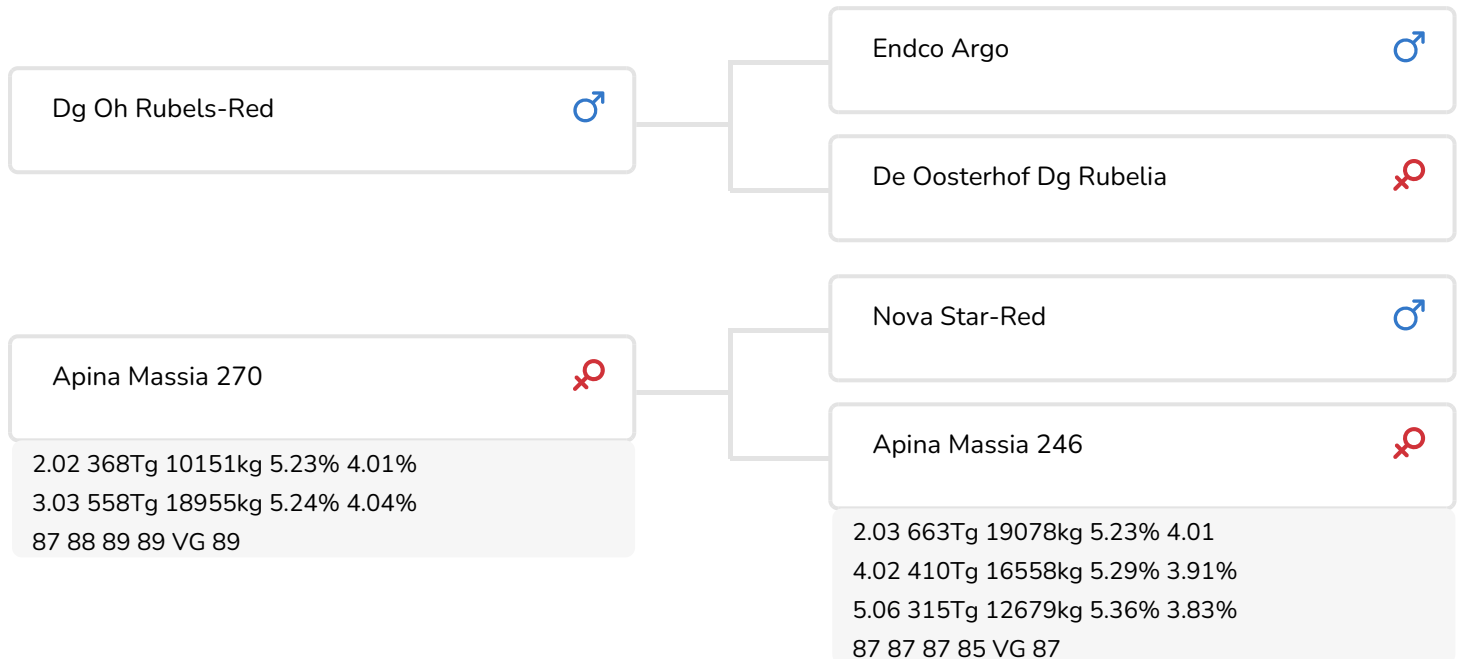 Endco Argo
Dg Oh Rubels-Red
De Oosterhof Dg Rubelia
Nova Star-Red
Apina Massia 270
2.02 368Tg 10151kg 5.23% 4.01%
3.03 558Tg 18955kg 5.24% 4.04%
87 88 89 89 VG 89
Apina Massia 246
2.03 663Tg 19078kg 5.23% 4.01
4.02 410Tg 16558kg 5.29% 3.91%
5.06 315Tg 12679kg 5.36% 3.83%
87 87 87 85 VG 87